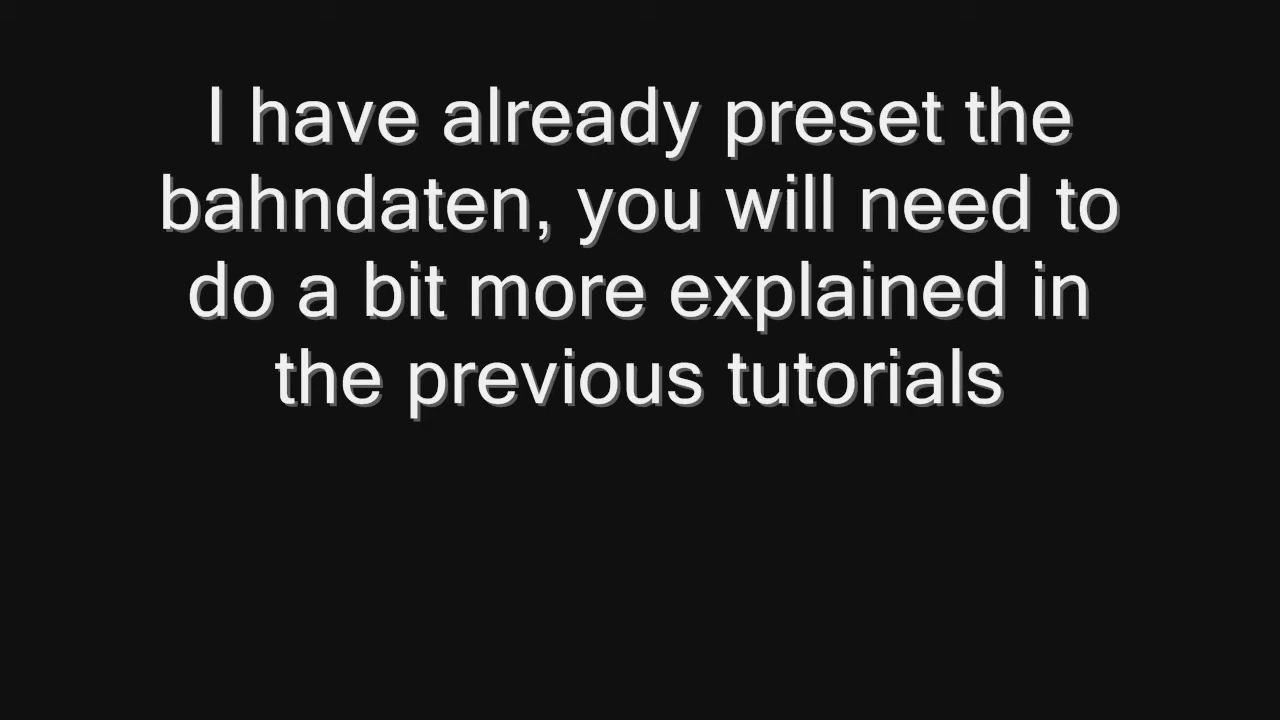 I have already preset the
bahndaten, you will need to
do a bit more explained in
the previous tutorials